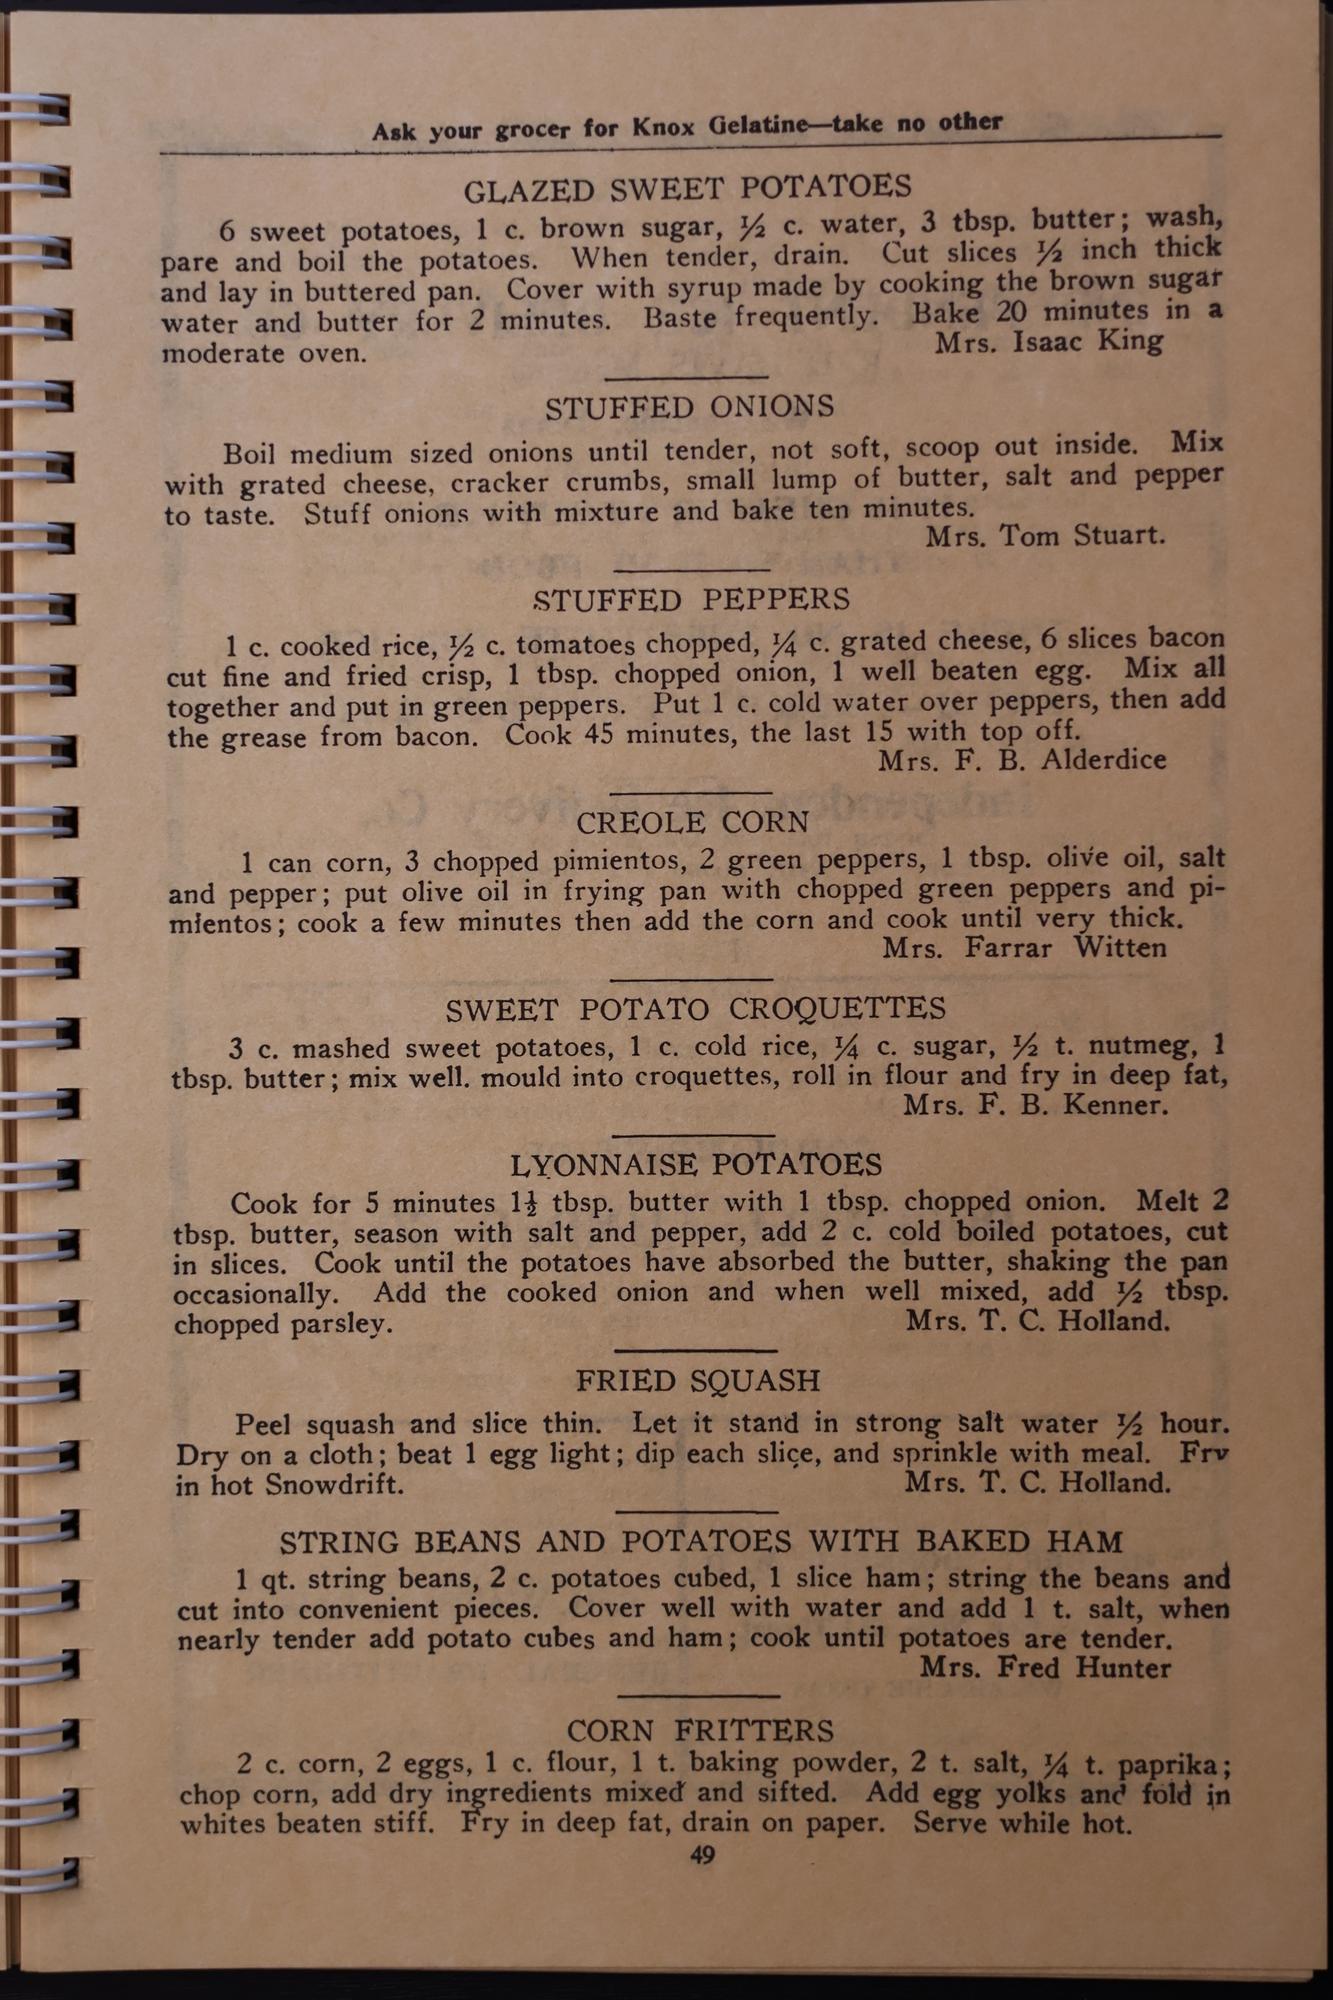 Ask your grocer for Knox Gelatine—take no other
GLAZED SWEET POTATOES
6 sweet potatoes, 1 c. brown sugar, ½ c. water, 3 tbsp. butter; wash,
pare and boil the potatoes. When tender, drain. Cut slices ½ inch thick
and lay in buttered pan. Cover with syrup made by cooking the brown sugar
water and butter for 2 minutes. Baste frequently. Bake 20 minutes in a
moderate oven. Mrs. Isaac King
STUFFED ONIONS
Boil medium sized onions until tender, not soft, scoop out inside. Mix
with grated cheese, cracker crumbs, small lump of butter, salt and pepper
to taste. Stuff onions with mixture and bake ten minutes.
Mrs. Tom Stuart.
STUFFED PEPPERS
1 c. cooked rice, ½ c. tomatoes chopped, ¼ c. grated cheese, 6 slices bacon
cut fine and fried crisp, 1 tbsp. chopped onion, 1 well beaten egg. Mix all
together and put in green peppers. Put 1 c. cold water over peppers, then add
the grease from bacon. Cook 45 minutes, the last 15 with top off.
Mrs. F. B. Alderdice
CREOLE CORN
1 can corn, 3 chopped pimientos, 2 green peppers, 1 tbsp. olive oil, salt
and pepper; put olive oil in frying pan with chopped green peppers and pi-
mientos; cook a few minutes then add the corn and cook until very thick.
Mrs. Farrar Witten
SWEET POTATO CROQUETTES
3 c. mashed sweet potatoes, 1 c. cold rice, ¼ c. sugar, ½ t. nutmeg, 1
tbsp. butter; mix well. mould into croquettes, roll in flour and fry in deep fat,
Mrs. F. B. Kenner.
LYONNAISE POTATOES
Cook for 5 minutes 1½ tbsp. butter with 1 tbsp. chopped onion. Melt 2
tbsp. butter, season with salt and pepper, add 2 c. cold boiled potatoes, cut
in slices. Cook until the potatoes have absorbed the butter, shaking the pan
occasionally. Add the cooked onion and when well mixed, add ½ tbsp.
chopped parsley. Mrs. T. C. Holland.
FRIED SQUASH
Peel squash and slice thin. Let it stand in strong salt water ½ hour.
Dry on a cloth; beat 1 egg light; dip each slice, and sprinkle with meal. Fry
in hot Snowdrift. Mrs. T. C. Holland.
STRING BEANS AND POTATOES WITH BAKED HAM
1 qt. string beans, 2 c. potatoes cubed, 1 slice ham; string the beans and
cut into convenient pieces. Cover well with water and add 1 t. salt, when
nearly tender add potato cubes and ham; cook until potatoes are tender.
Mrs. Fred Hunter
CORN FRITTERS
2 c. corn, 2 eggs, 1 c. flour, 1 t. baking powder, 2 t. salt, ¼ t. paprika;
chop corn, add dry ingredients mixed and sifted. Add egg yolks and fold in
whites beaten stiff. Fry in deep fat, drain on paper. Serve while hot.
49